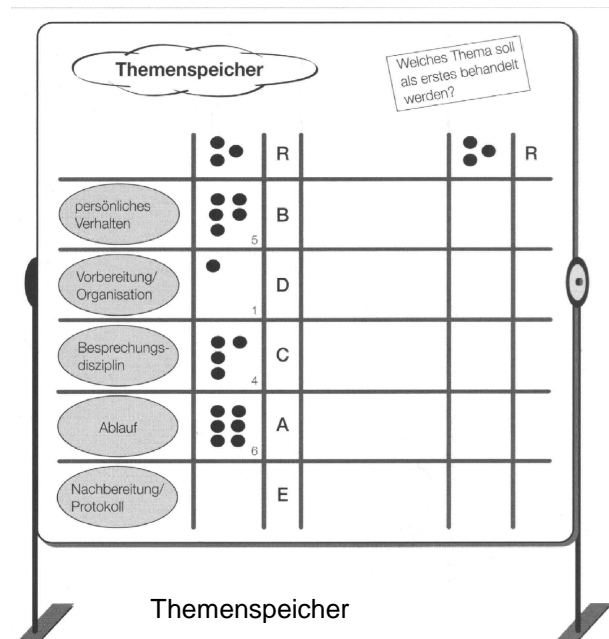 Themenspeicher
Welches Thema soll
als erstes behandelt
werden?
R
R
persönliches
Verhalten
5
B
Vorbereitung/
Organisation
1
D
Besprechungs-
disziplin
4
C
Ablauf
6
A
Nachbereitung/
Protokoll
E
Themenspeicher